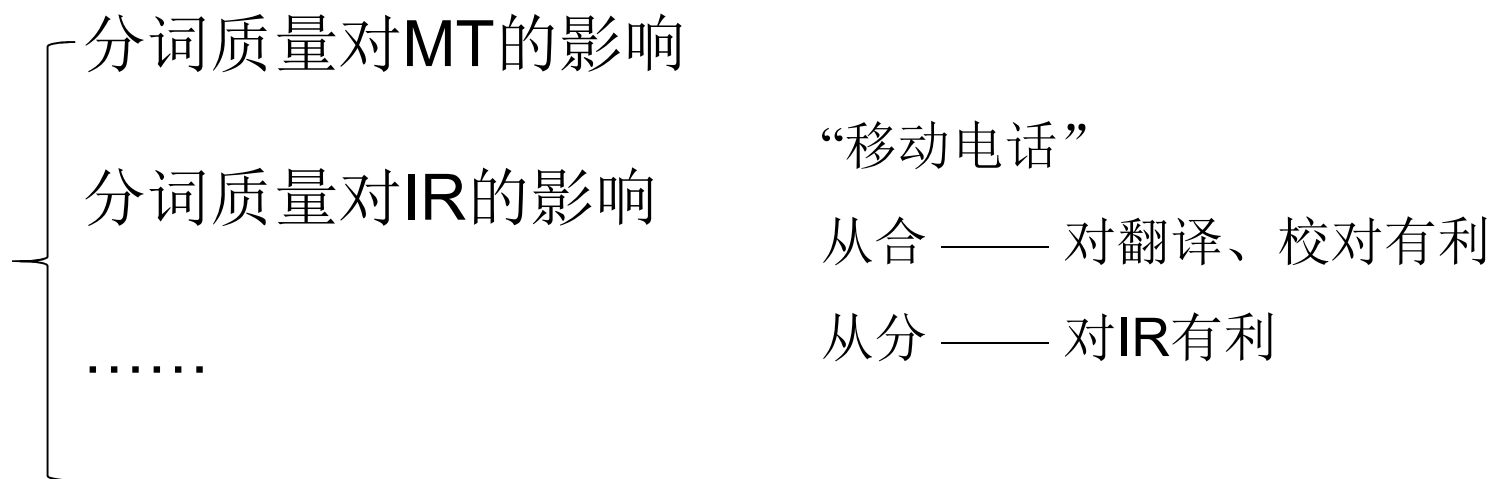 分词质量对MT的影响
分词质量对IR的影响
……
“移动电话”
从合 —— 对翻译、校对有利
从分 —— 对IR有利